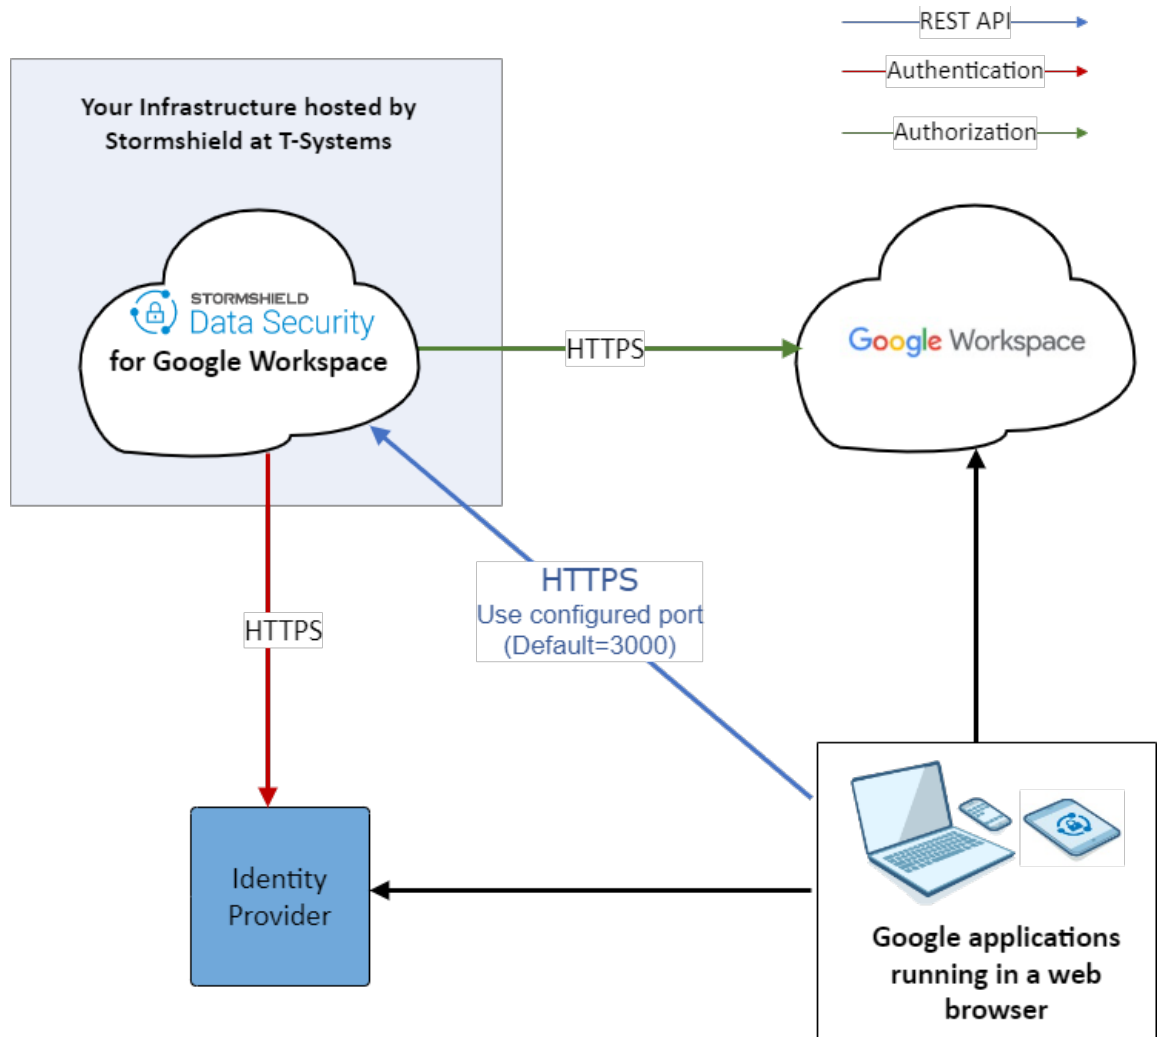 REST API
Authentication
Authorization
Your Infrastructure hosted by
Stormshield at T-Systems
STORMSHIELD
Data Security
for Google Workspace
HTTPS
Google Workspace
HTTPS
Use configured port
(Default=3000)
HTTPS
Identity
Provider
Google applications
running in a web
browser